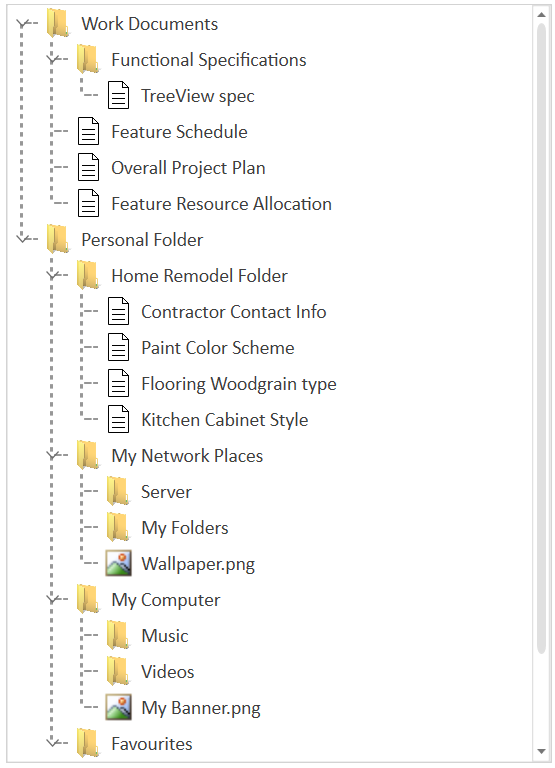 Work Documents
Functional Specifications
TreeView spec
Feature Schedule
Overall Project Plan
Feature Resource Allocation
Personal Folder
Home Remodel Folder
Contractor Contact Info
Paint Color Scheme
Flooring Woodgrain type
Kitchen Cabinet Style
My Network Places
Server
My Folders
Wallpaper.png
My Computer
Music
Videos
My Banner.png
Favourites